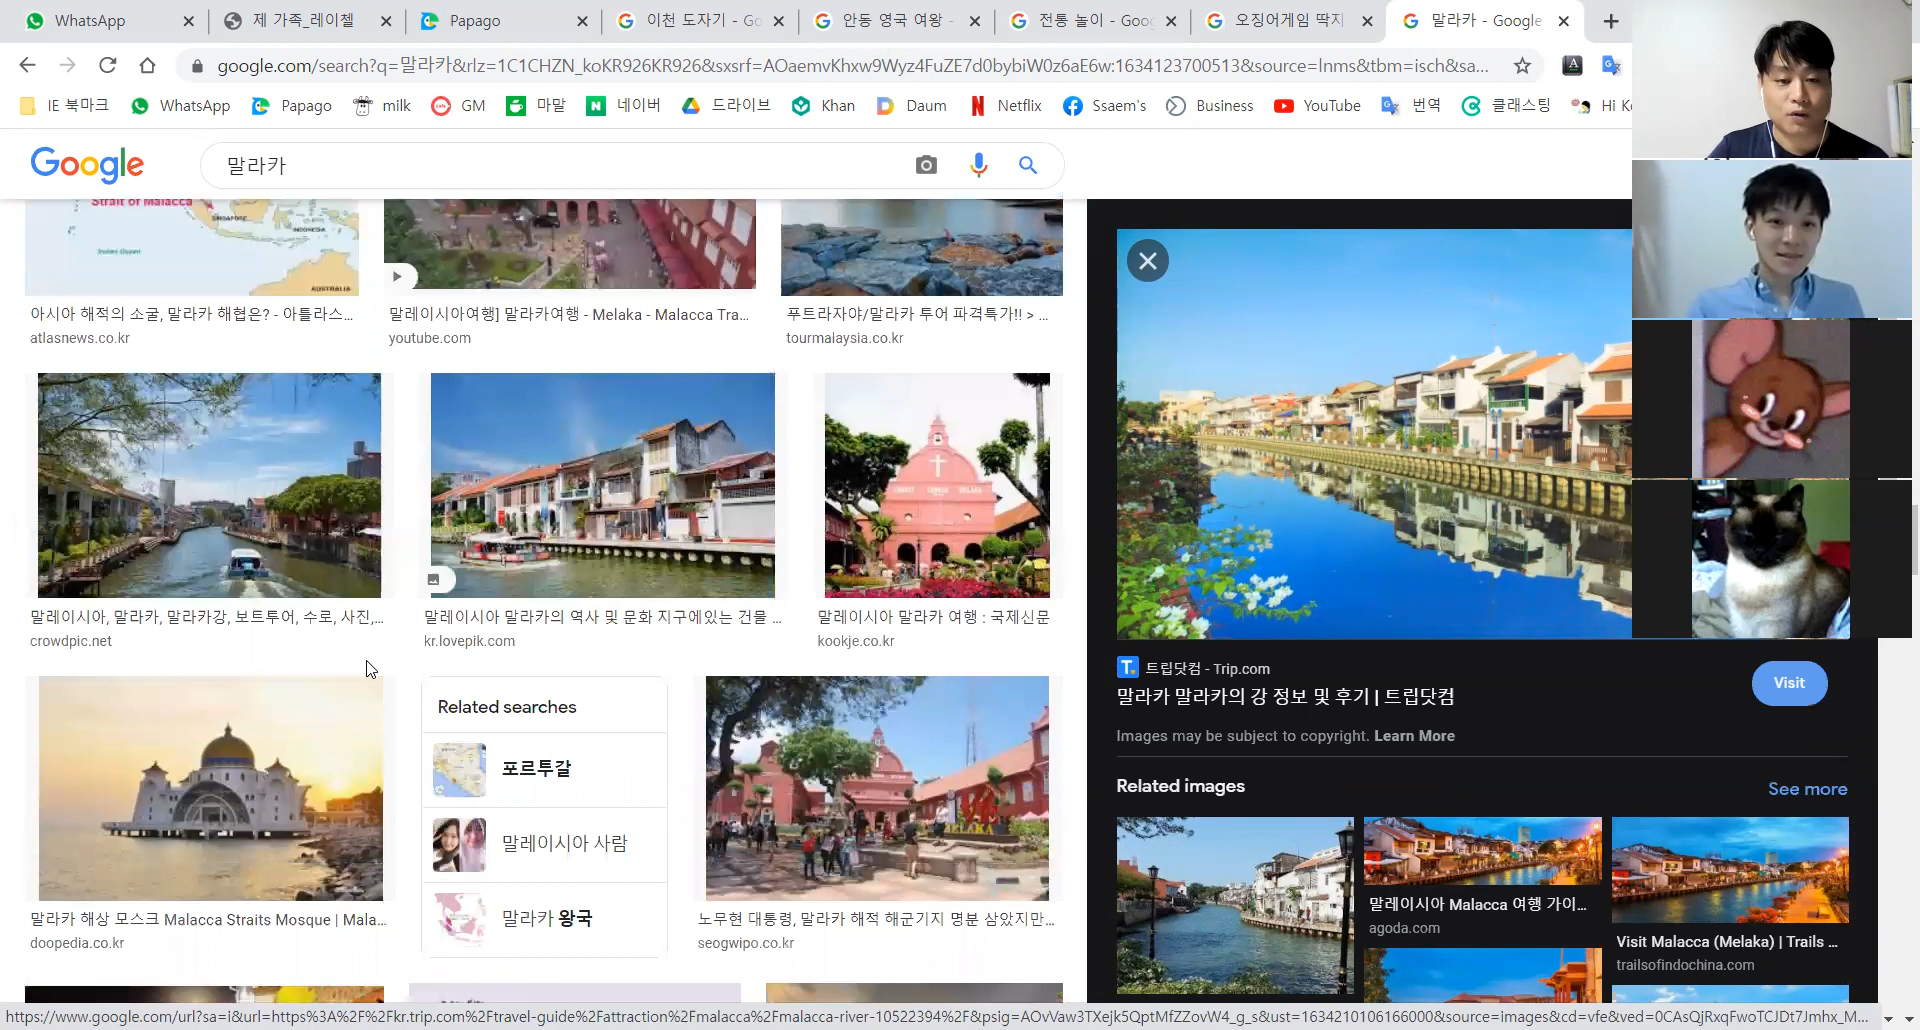 WhatsApp
제 가족_레이첼
Papago
이천 도자기 - Go
안동 영국 여왕 -
전통 놀이 - Goog
오징어게임 딱지
말라카 - Google
google.com/search?q=말라카&rlz=1C1CHZN_koKR926KR926&sxsrf=AOaemvKhxw9Wyz4FuZE7d0bybiW0z6aE6w:1634123700513&source=lnms&tbm=isch&sa...
IE 북마크 WhatsApp Papago milk GM 마말 네이버 드라이브 Khan Daum Netflix Ssaem's Business YouTube 번역 클래스팅 Hi Ko
Google
말라카
Strait of Malacca
SINGAPORE
INDONESIA
Indian Ocean
AUSTRALIA
아시아 해적의 소굴, 말라카 해협은? - 아틀라스...
atlasnews.co.kr
말레이시아여행] 말라카여행 - Melaka - Malacca Tra...
youtube.com
푸트라자야/말라카 투어 파격특가!! > ...
tourmalaysia.co.kr
말레이시아, 말라카, 말라카강, 보트투어, 수로, 사진,...
crowdpic.net
말레이시아 말라카의 역사 및 문화 지구에있는 건물 ...
kr.lovepik.com
말레이시아 말라카 여행 : 국제신문
kookje.co.kr
말라카 해상 모스크 Malacca Straits Mosque | Mala...
doopedia.co.kr
Related searches
포르투갈
말레이시아 사람
말라카 왕국
MELAKA
노무현 대통령, 말라카 해적 해군기지 명분 삼았지만...
seogwipo.co.kr
트립닷컴 - Trip.com
말라카 말라카의 강 정보 및 후기 | 트립닷컴
Visit
Images may be subject to copyright. Learn More
Related images
See more
말레이시아 Malacca 여행 가이...
agoda.com
Visit Malacca (Melaka) | Trails ...
trailsofindochina.com
https://www.google.com/url?sa=i&url=https%3A%2F%2Fkr.trip.com%2Ftravel-guide%2Fattraction%2Fmalacca%2Fmalacca-river-10522394%2F&psig=AOvVaw3TXejk5QptMfZZovW4_g_s&ust=1634210106166000&source=images&cd=vfe&ved=0CAsQjRxqFwoTCJDt7Jmhx_M...